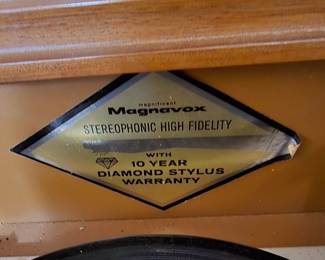 magnificent
Magnavox
STEREOPHONIC HIGH FIDELITY
WITH
10 YEAR
DIAMOND STYLUS
WARRANTY